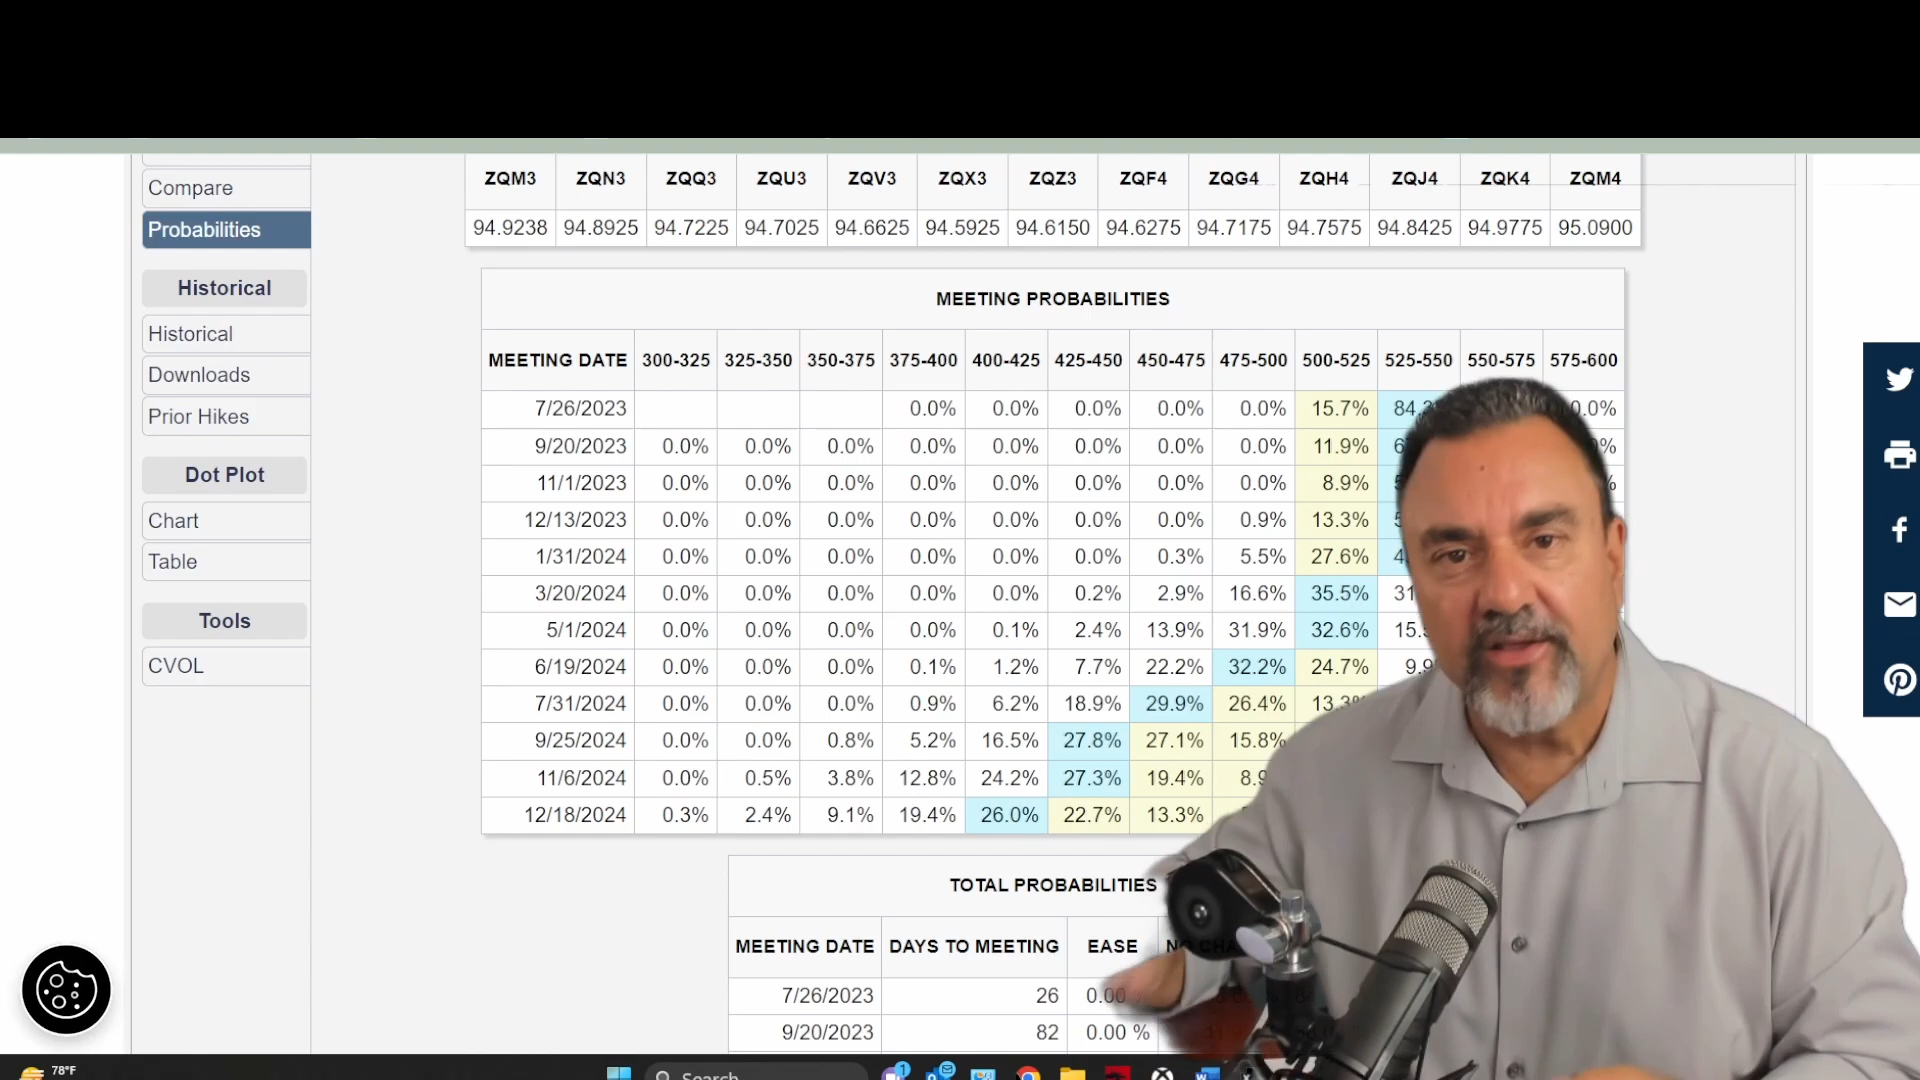 Compare
Probabilities
Historical
Historical
Downloads
Prior Hikes
Dot Plot
Chart
Table
Tools
CVOL
ZQM3 ZQN3 ZQQ3 ZQU3 ZQV3 ZQX3 ZQZ3 ZQF4 ZQG4 ZQH4 ZQJ4 ZQK4 ZQM4
94.9238 94.8925 94.7225 94.7025 94.6625 94.5925 94.6150 94.6275 94.7175 94.7575 94.8425 94.9775 95.0900
MEETING PROBABILITIES
MEETING DATE 300-325 325-350 350-375 375-400 400-425 425-450 450-475 475-500 500-525 525-550 550-575 575-600
7/26/2023 0.0% 0.0% 0.0% 0.0% 0.0% 15.7%
9/20/2023 0.0% 0.0% 0.0% 0.0% 0.0% 0.0% 0.0% 0.0% 11.9%
11/1/2023 0.0% 0.0% 0.0% 0.0% 0.0% 0.0% 0.0% 0.0% 8.9%
12/13/2023 0.0% 0.0% 0.0% 0.0% 0.0% 0.0% 0.0% 0.9% 13.3%
1/31/2024 0.0% 0.0% 0.0% 0.0% 0.0% 0.0% 0.3% 5.5% 27.6%
3/20/2024 0.0% 0.0% 0.0% 0.0% 0.0% 0.2% 2.9% 16.6% 35.5%
5/1/2024 0.0% 0.0% 0.0% 0.0% 0.1% 2.4% 13.9% 31.9% 32.6%
6/19/2024 0.0% 0.0% 0.0% 0.1% 1.2% 7.7% 22.2% 32.2% 24.7%
7/31/2024 0.0% 0.0% 0.0% 0.9% 6.2% 18.9% 29.9% 26.4% 13.3%
9/25/2024 0.0% 0.0% 0.8% 5.2% 16.5% 27.8% 27.1% 15.8%
11/6/2024 0.0% 0.5% 3.8% 12.8% 24.2% 27.3% 19.4%
12/18/2024 0.3% 2.4% 9.1% 19.4% 26.0% 22.7% 13.3%
TOTAL PROBABILITIES
MEETING DATE DAYS TO MEETING EASE
7/26/2023 26 0.00
9/20/2023 82 0.00 %
78°F
Search